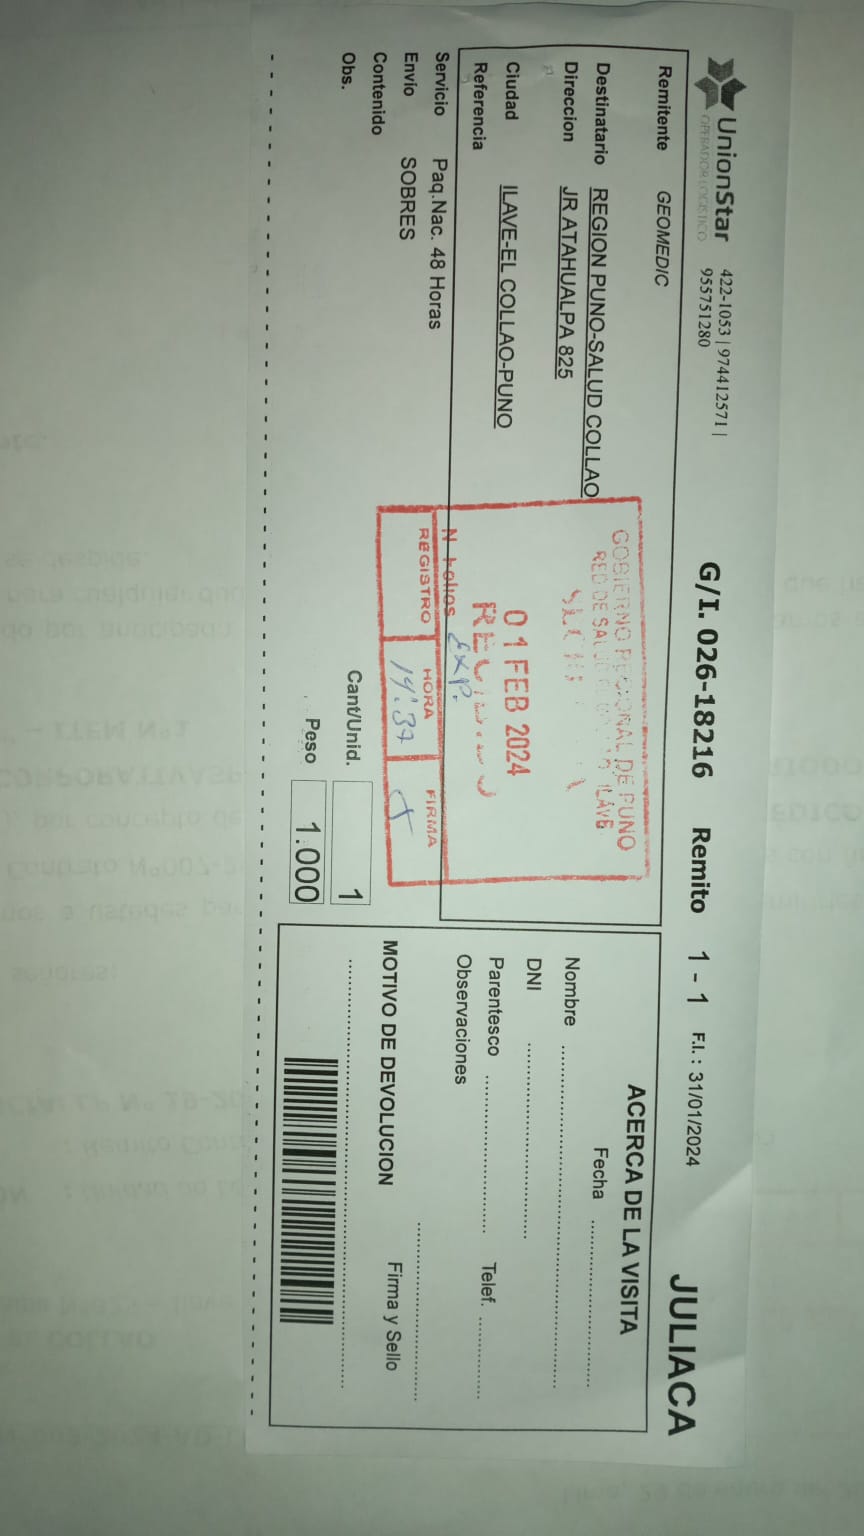 UnionStar
OPERADOR LOGISTICO
422-1053 | 974412571 |
955751280
G/I. 026-18216 Remito 1 - 1 F.I. : 31/01/2024 JULIACA
Remitente GEOMEDIC
Destinatario REGION PUNO-SALUD COLLAO
Direccion JR ATAHUALPA 825
Ciudad ILAVE-EL COLLAO-PUNO
Referencia
Servicio Paq.Nac. 48 Horas
Envio SOBRES
Contenido
Obs.
GOBIERNO REGIONAL DE PUNO
RED DE SALUD
ILAVE
01 FEB 2024
N° Folios Exp.
REGISTRO HORA FIRMA
14:37
Cant/Unid. 1
Peso 1.000
ACERCA DE LA VISITA
Fecha
Nombre
DNI
Parentesco Telef.
Observaciones
MOTIVO DE DEVOLUCION
Firma y Sello